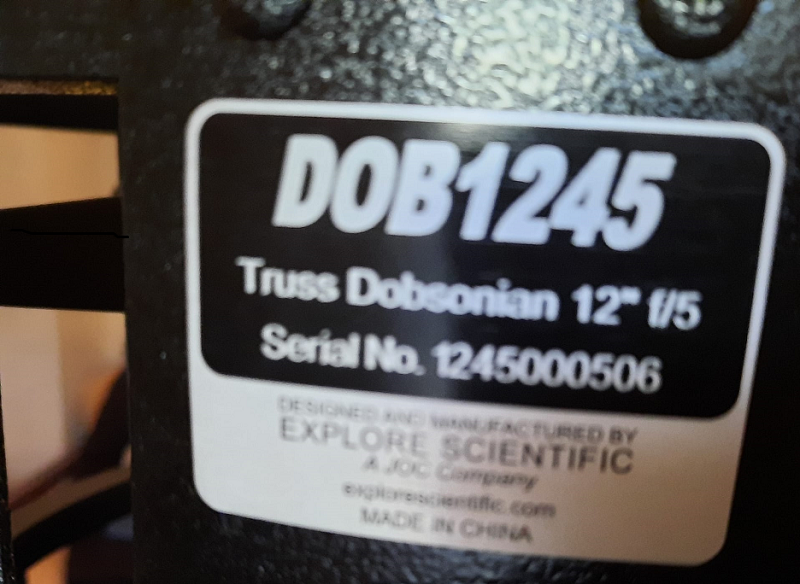 DOB1245
Truss Dobsonian 12" f/5
Serial No. 1245000506
DESIGNED AND MANUFACTURED BY
EXPLORE SCIENTIFIC
A JOC Company
explorescientific.com
MADE IN CHINA